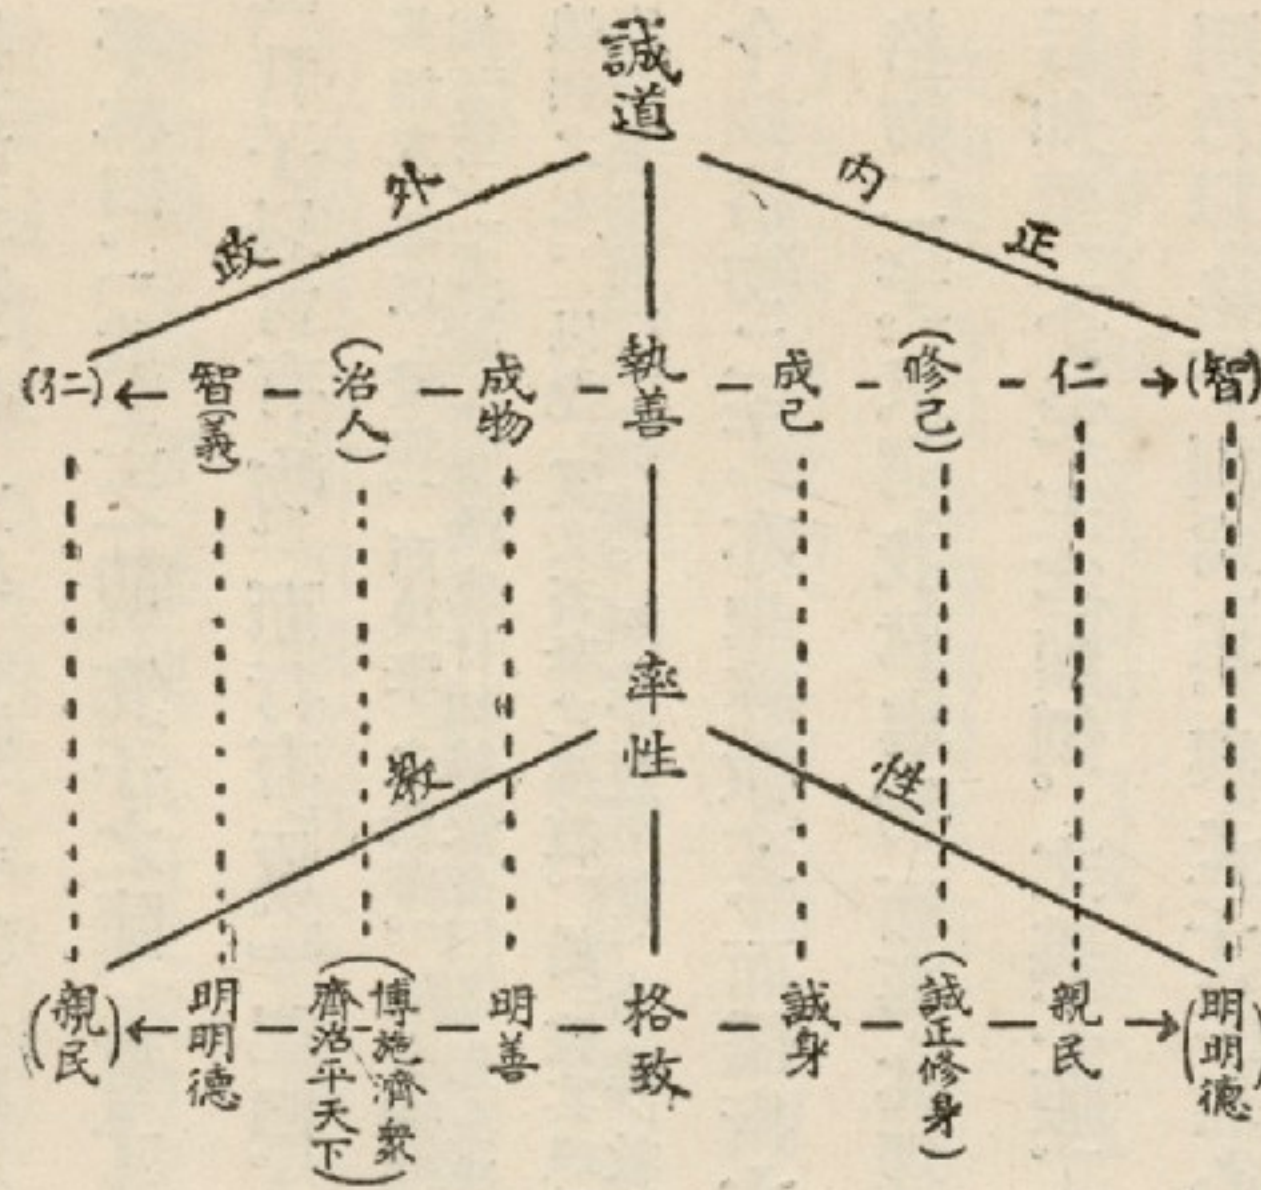 誠道
內
正
外
政
(智)
仁
(修己)
成己
執善
成物
(治人)
智(義)
(仁)
率性
性
教
(明明德)
親民
(誠正修身)
誠身
格致
明善
(博施濟眾
齊治平天下)
明明德
(親民)